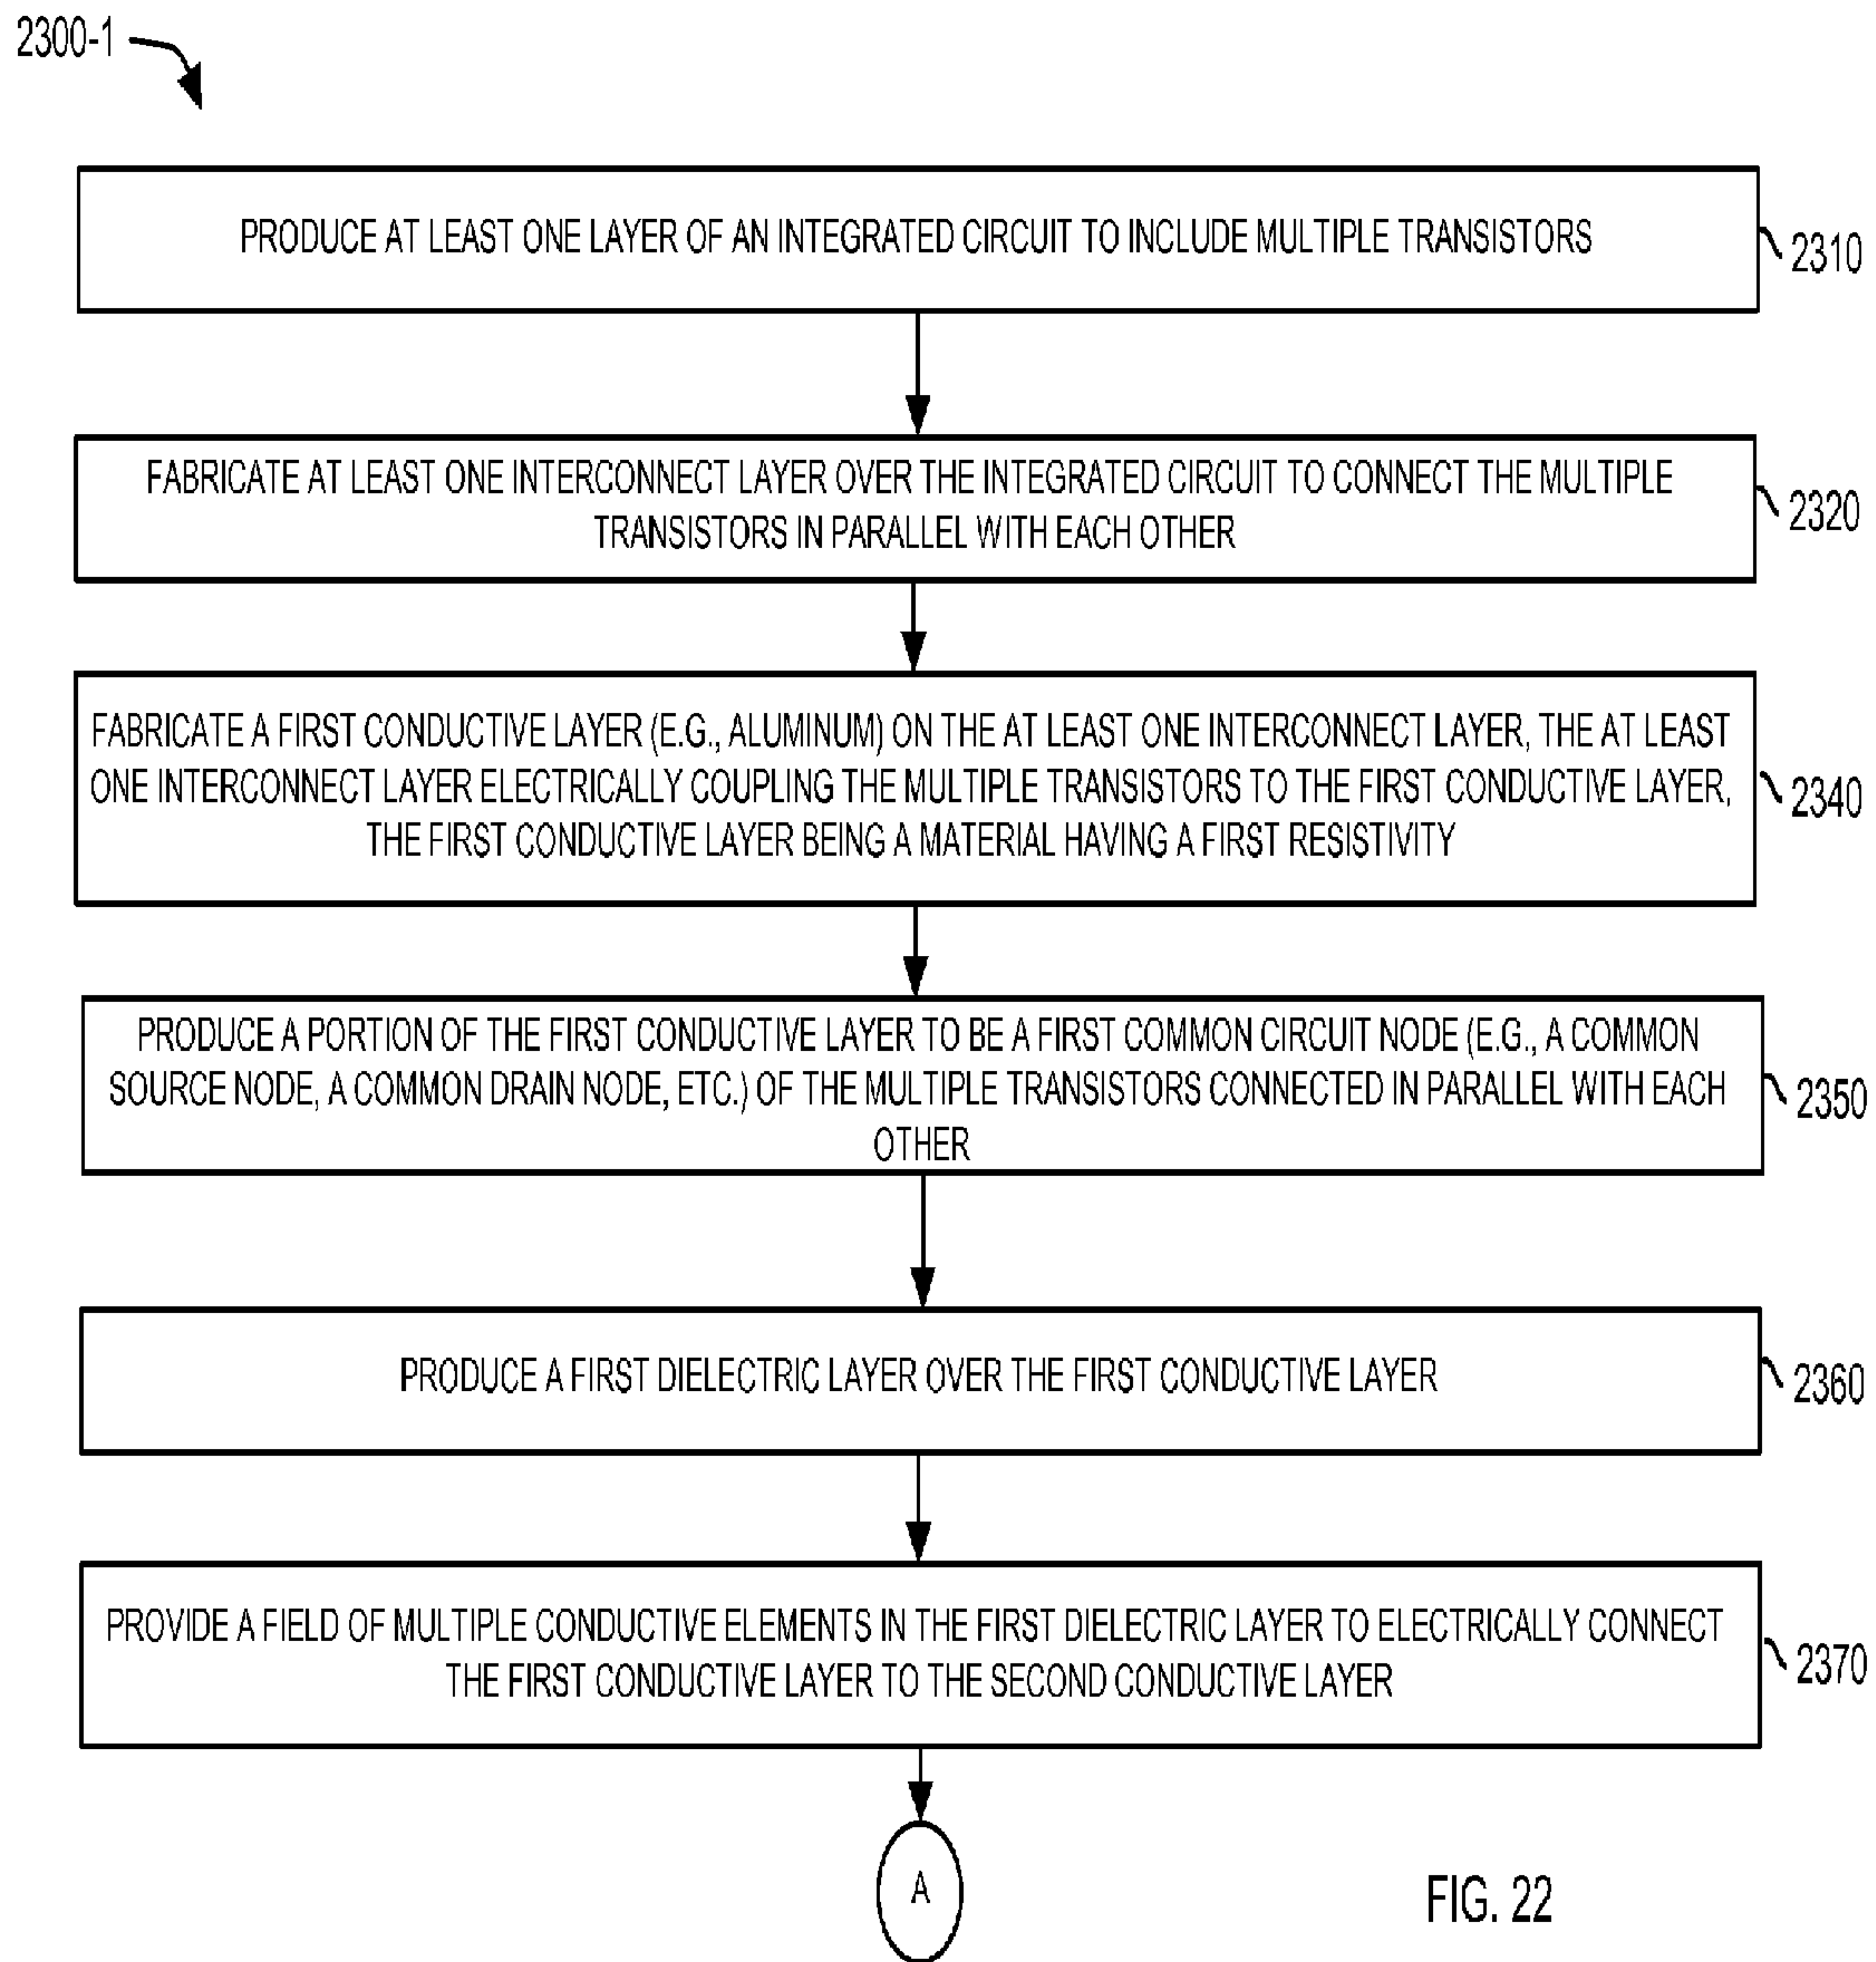 2300-1
PRODUCE AT LEAST ONE LAYER OF AN INTEGRATED CIRCUIT TO INCLUDE MULTIPLE TRANSISTORS
2310
FABRICATE AT LEAST ONE INTERCONNECT LAYER OVER THE INTEGRATED CIRCUIT TO CONNECT THE MULTIPLE
TRANSISTORS IN PARALLEL WITH EACH OTHER
2320
FABRICATE A FIRST CONDUCTIVE LAYER (E.G., ALUMINUM) ON THE AT LEAST ONE INTERCONNECT LAYER, THE AT LEAST
ONE INTERCONNECT LAYER ELECTRICALLY COUPLING THE MULTIPLE TRANSISTORS TO THE FIRST CONDUCTIVE LAYER,
THE FIRST CONDUCTIVE LAYER BEING A MATERIAL HAVING A FIRST RESISTIVITY
2340
PRODUCE A PORTION OF THE FIRST CONDUCTIVE LAYER TO BE A FIRST COMMON CIRCUIT NODE (E.G., A COMMON
SOURCE NODE, A COMMON DRAIN NODE, ETC.) OF THE MULTIPLE TRANSISTORS CONNECTED IN PARALLEL WITH EACH
OTHER
2350
PRODUCE A FIRST DIELECTRIC LAYER OVER THE FIRST CONDUCTIVE LAYER
2360
PROVIDE A FIELD OF MULTIPLE CONDUCTIVE ELEMENTS IN THE FIRST DIELECTRIC LAYER TO ELECTRICALLY CONNECT
THE FIRST CONDUCTIVE LAYER TO THE SECOND CONDUCTIVE LAYER
2370
A
FIG. 22